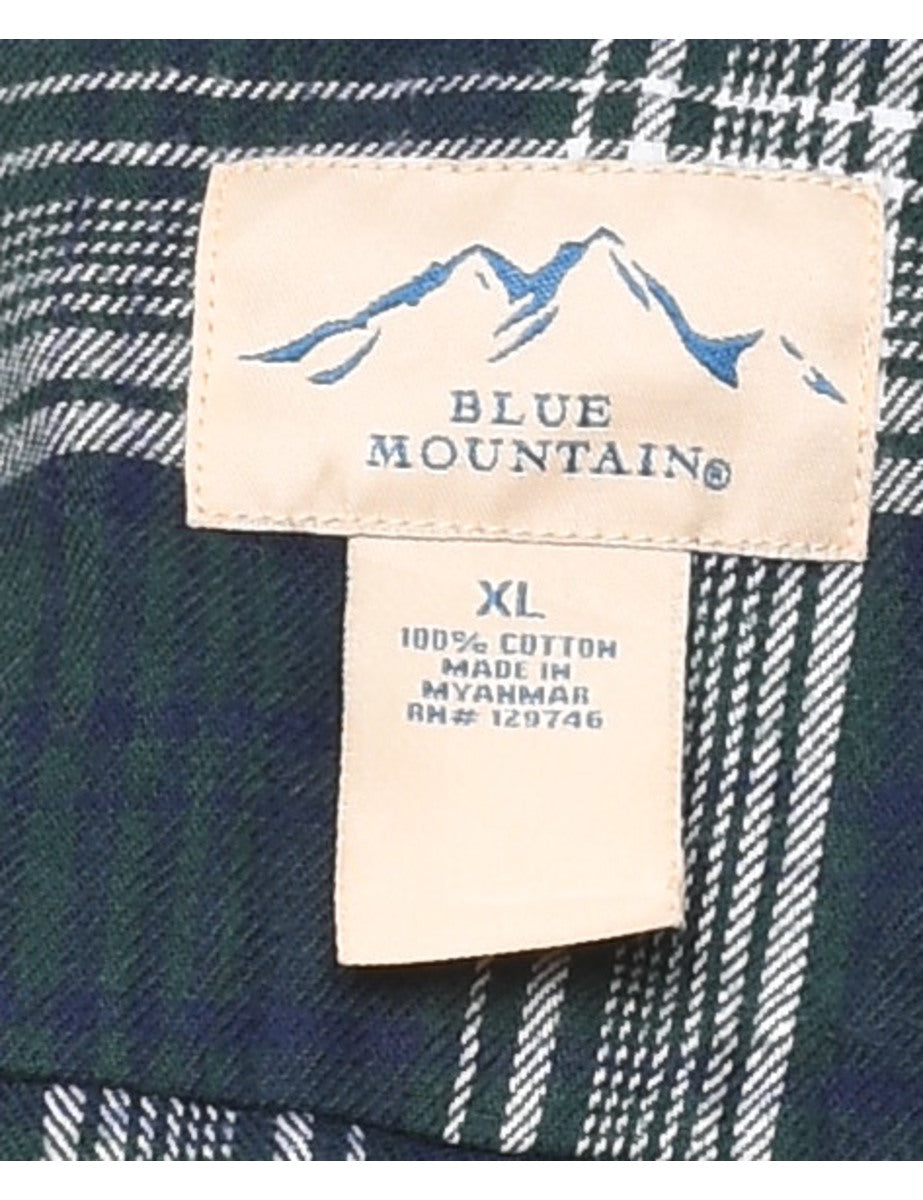 BLUE
MOUNTAIN®
XL
100% COTTON
MADE IN
MYANMAR
RN# 129746